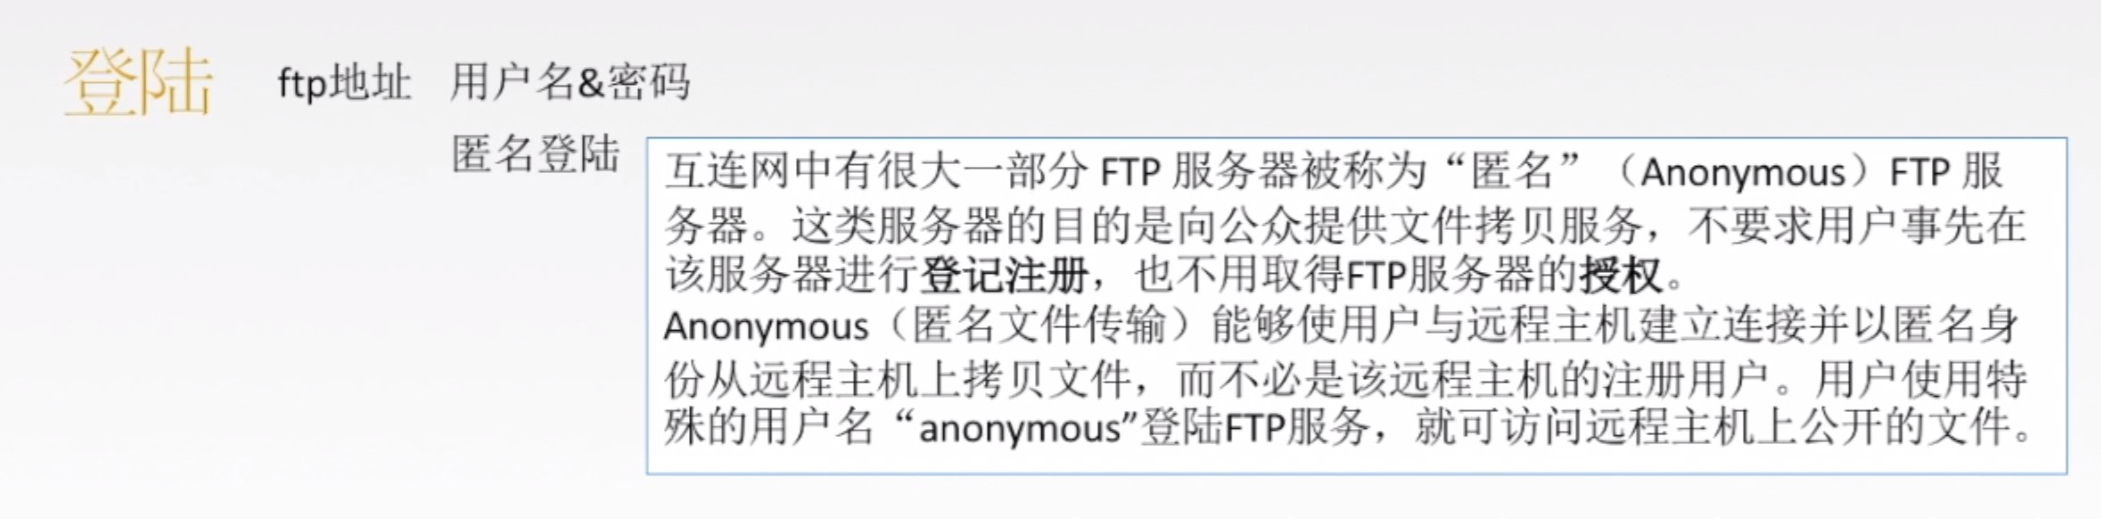 登陆 ftp地址 用户名&密码
匿名登陆
互连网中有很大一部分 FTP 服务器被称为“匿名”（Anonymous）FTP 服
务器。这类服务器的目的是向公众提供文件拷贝服务，不要求用户事先在
该服务器进行登记注册，也不用取得FTP服务器的授权。
Anonymous（匿名文件传输）能够使用户与远程主机建立连接并以匿名身
份从远程主机上拷贝文件，而不必是该远程主机的注册用户。用户使用特
殊的用户名“anonymous”登陆FTP服务，就可访问远程主机上公开的文件。